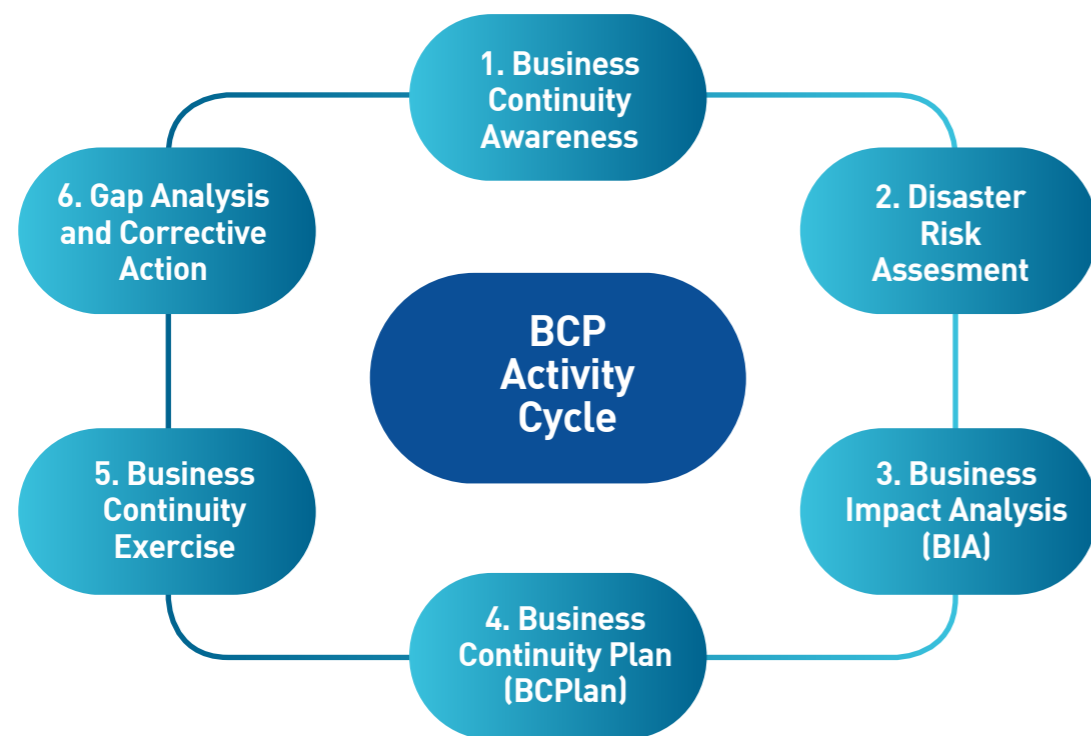 1. Business
Continuity
Awareness
2. Disaster
Risk
Assesment
3. Business
Impact Analysis
(BIA)
4. Business
Continuity Plan
(BCPlan)
5. Business
Continuity
Exercise
6. Gap Analysis
and Corrective
Action
BCP
Activity
Cycle